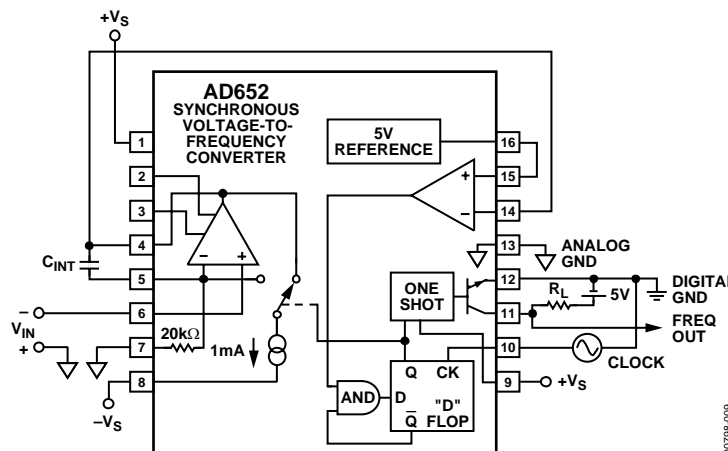 +VS
AD652
SYNCHRONOUS
VOLTAGE-TO-
FREQUENCY
CONVERTER
5V
REFERENCE
1
2
3
4
5
6
7
8
16
15
14
13
12
11
10
9
+
–
–
+
CINT
–
VIN
+
20kΩ
1mA
–VS
ANALOG
GND
ONE
SHOT
RL
5V
DIGITAL
GND
FREQ
OUT
CLOCK
+VS
AND
D
Q
CK
"D"
FLOP
Q̅
00798-009